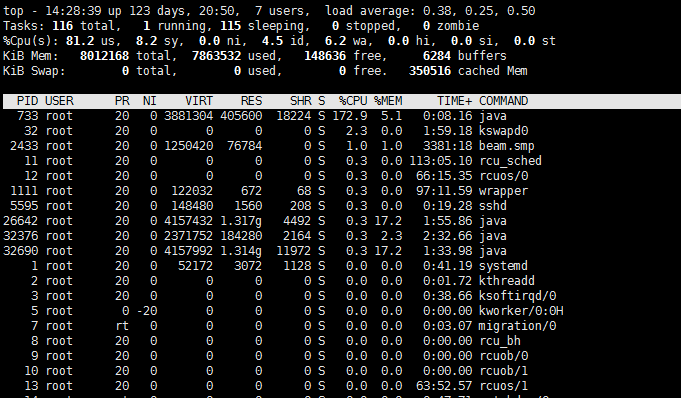 top - 14:28:39 up 123 days, 20:50,  7 users,  load average: 0.38, 0.25, 0.50
Tasks: 116 total,   1 running, 115 sleeping,   0 stopped,   0 zombie
%Cpu(s): 81.2 us,  8.2 sy,  0.0 ni,  4.5 id,  6.2 wa,  0.0 hi,  0.0 si,  0.0 st
KiB Mem:   8012168 total,  7863532 used,   148636 free,     6284 buffers
KiB Swap:        0 total,        0 used,        0 free.   350516 cached Mem
PID USER      PR  NI    VIRT    RES    SHR S  %CPU %MEM     TIME+ COMMAND
733 root      20   0 3881304 405600  18224 S 172.9  5.1   0:08.16 java
32 root      20   0       0      0      0 S   2.3  0.0   1:59.18 kswapd0
2433 root      20   0 1250420  76784      0 S   1.0  1.0   3381:18 beam.smp
11 root      20   0       0      0      0 S   0.3  0.0 113:05.10 rcu_sched
12 root      20   0       0      0      0 S   0.3  0.0  66:15.35 rcuos/0
1111 root      20   0  122032    672     68 S   0.3  0.0  97:11.59 wrapper
5595 root      20   0  148480   1560    208 S   0.3  0.0   0:19.28 sshd
26642 root      20   0 4157432 1.317g   4492 S   0.3 17.2   1:55.86 java
32376 root      20   0 2371752 184280   2164 S   0.3  2.3   2:32.66 java
32690 root      20   0 4157992 1.314g  11972 S   0.3 17.2   1:33.98 java
1 root      20   0   52172   3072   1128 S   0.0  0.0   0:41.19 systemd
2 root      20   0       0      0      0 S   0.0  0.0   0:01.72 kthreadd
3 root      20   0       0      0      0 S   0.0  0.0   0:38.66 ksoftirqd/0
5 root       0 -20       0      0      0 S   0.0  0.0   0:00.00 kworker/0:0H
7 root      rt   0       0      0      0 S   0.0  0.0   0:03.07 migration/0
8 root      20   0       0      0      0 S   0.0  0.0   0:00.00 rcu_bh
9 root      20   0       0      0      0 S   0.0  0.0   0:00.00 rcuob/0
10 root      20   0       0      0      0 S   0.0  0.0   0:00.00 rcuob/1
13 root      20   0       0      0      0 S   0.0  0.0  63:52.57 rcuos/1